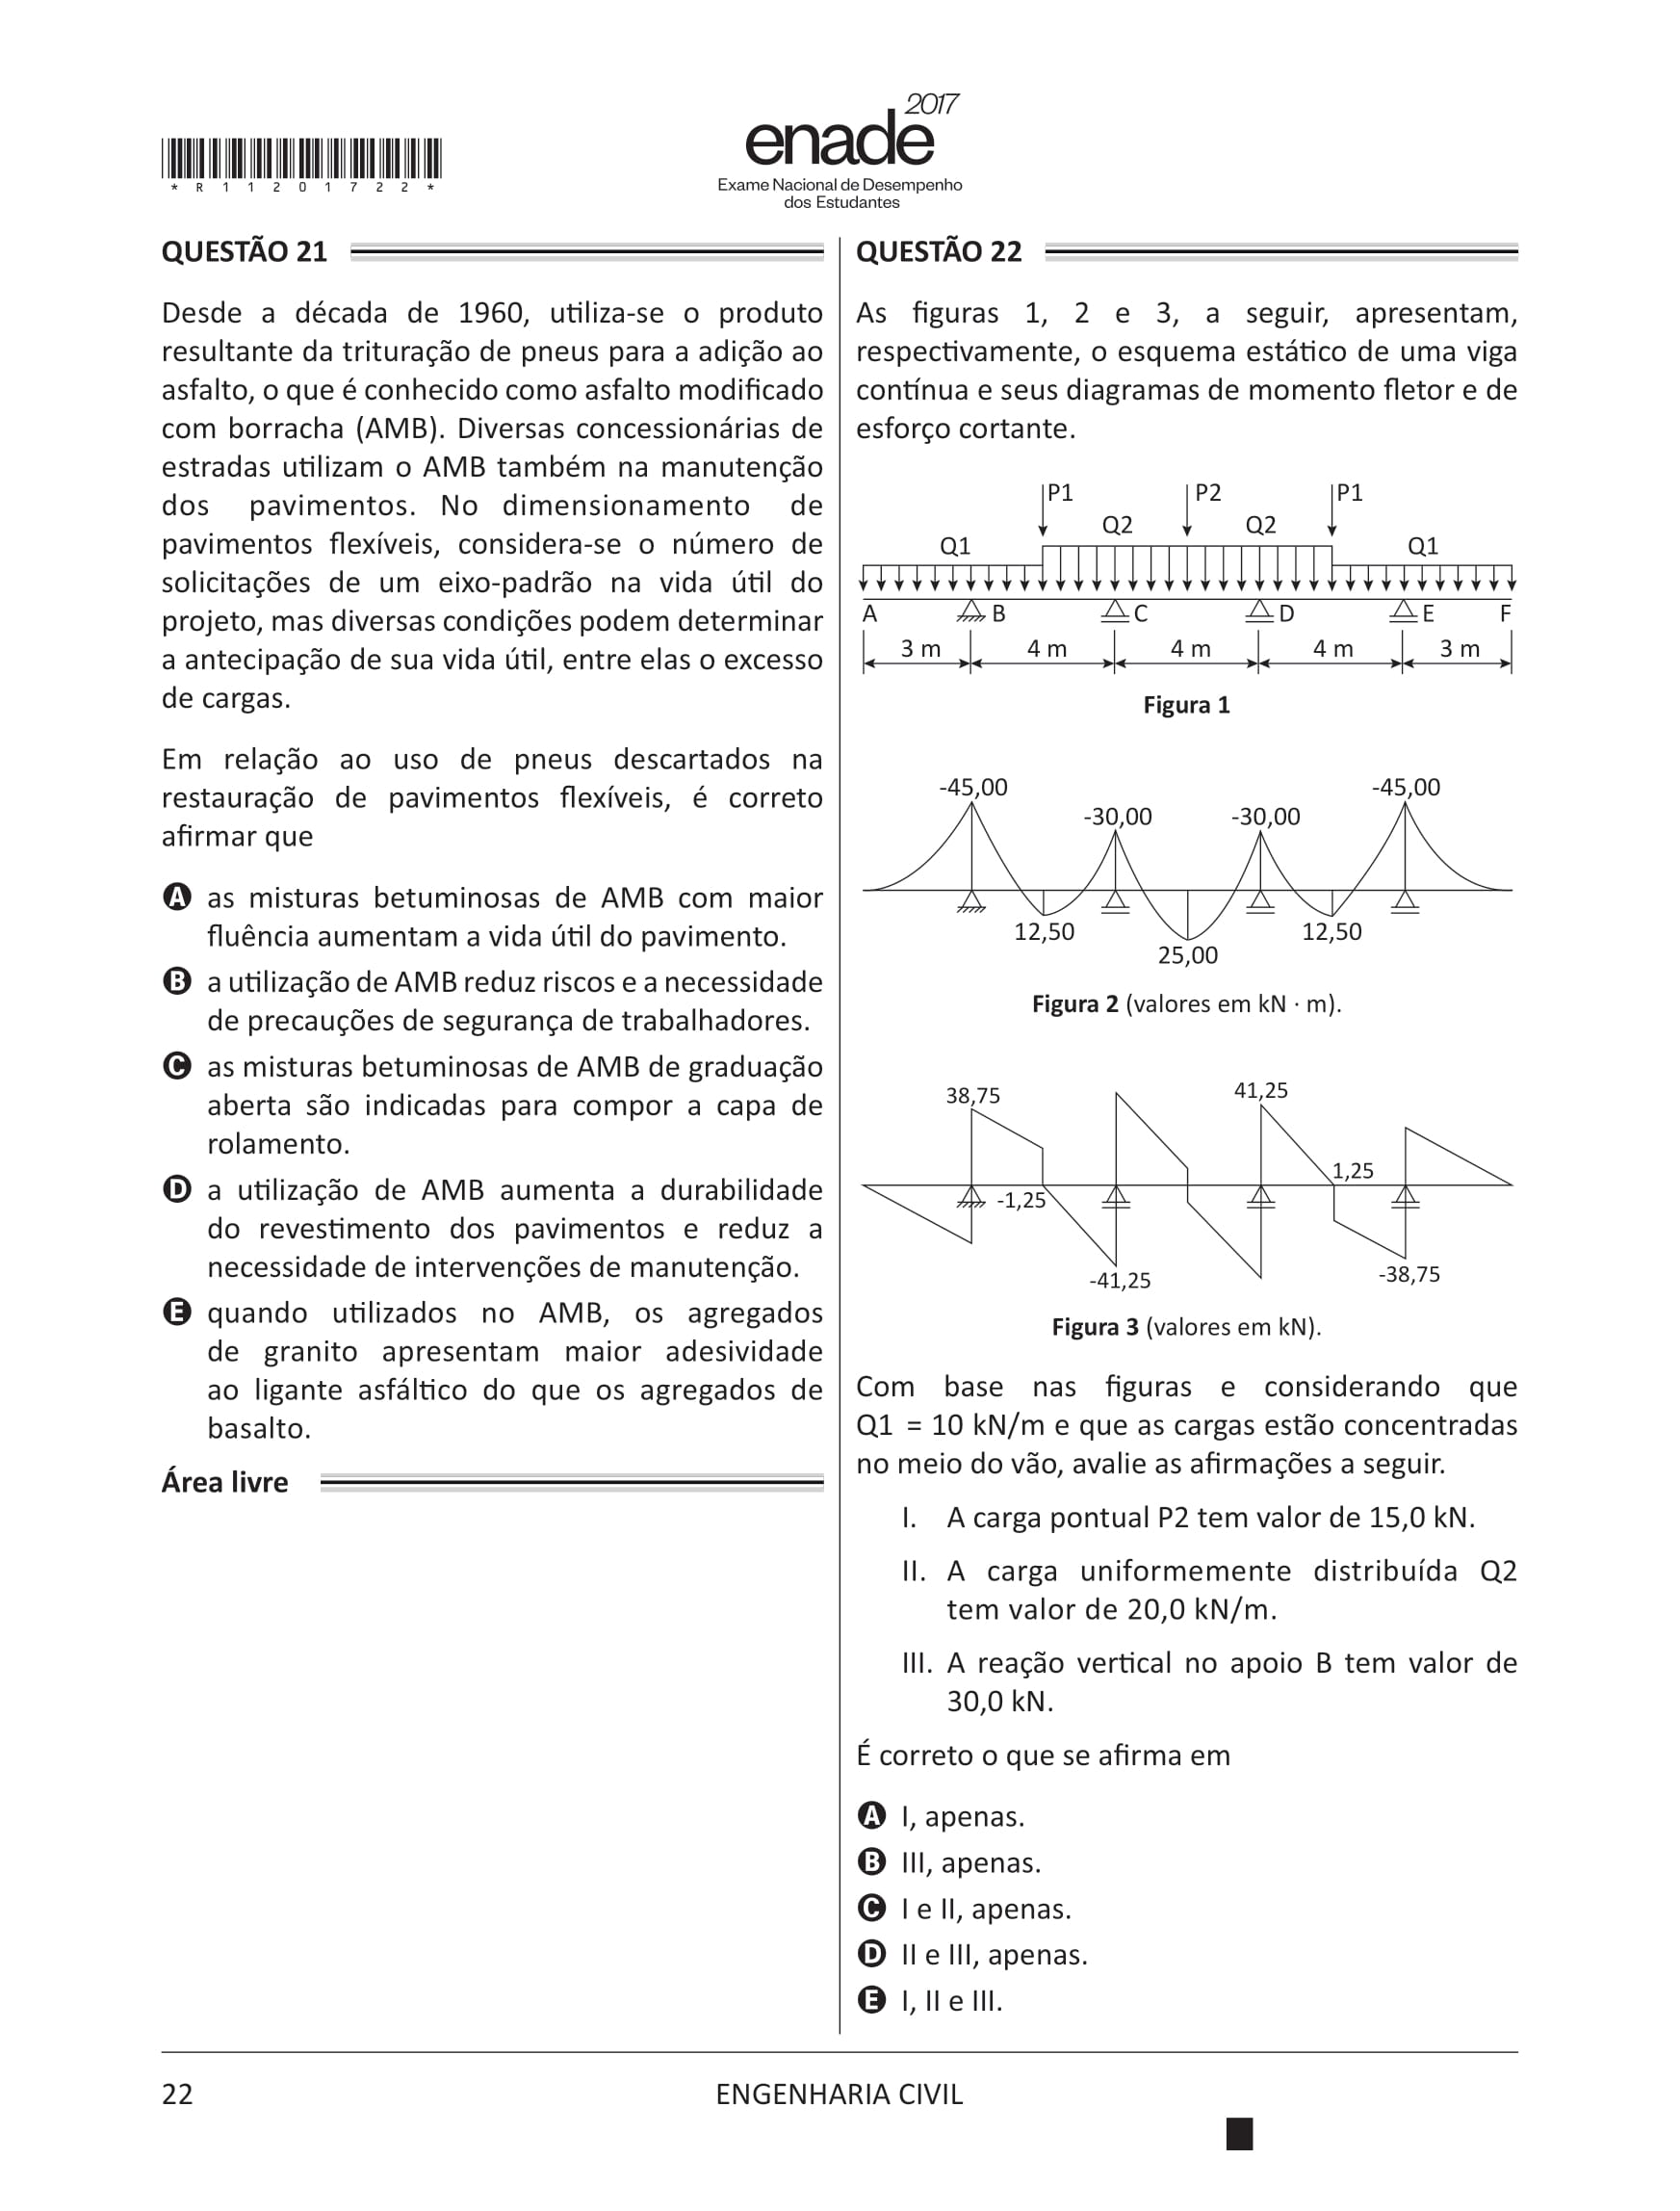 2017
enade
Exame Nacional de Desempenho
dos Estudantes
* R 1 1 2 0 1 7 2 2 *
QUESTÃO 21
Desde a década de 1960, utiliza-se o produto
resultante da trituração de pneus para a adição ao
asfalto, o que é conhecido como asfalto modificado
com borracha (AMB). Diversas concessionárias de
estradas utilizam o AMB também na manutenção
dos pavimentos. No dimensionamento de
pavimentos flexíveis, considera-se o número de
solicitações de um eixo-padrão na vida útil do
projeto, mas diversas condições podem determinar
a antecipação de sua vida útil, entre elas o excesso
de cargas.
Em relação ao uso de pneus descartados na
restauração de pavimentos flexíveis, é correto
afirmar que
A as misturas betuminosas de AMB com maior
fluência aumentam a vida útil do pavimento.
B a utilização de AMB reduz riscos e a necessidade
de precauções de segurança de trabalhadores.
C as misturas betuminosas de AMB de graduação
aberta são indicadas para compor a capa de
rolamento.
D a utilização de AMB aumenta a durabilidade
do revestimento dos pavimentos e reduz a
necessidade de intervenções de manutenção.
E quando utilizados no AMB, os agregados
de granito apresentam maior adesividade
ao ligante asfáltico do que os agregados de
basalto.
Área livre
QUESTÃO 22
As figuras 1, 2 e 3, a seguir, apresentam,
respectivamente, o esquema estático de uma viga
contínua e seus diagramas de momento fletor e de
esforço cortante.
P1 P2 P1
Q2 Q2
Q1 Q1
A B C D E F
3 m 4 m 4 m 4 m 3 m
Figura 1
-45,00 -45,00
-30,00 -30,00
12,50 12,50
25,00
Figura 2 (valores em kN · m).
38,75 41,25
1,25
-1,25
-41,25 -38,75
Figura 3 (valores em kN).
Com base nas figuras e considerando que
Q1 = 10 kN/m e que as cargas estão concentradas
no meio do vão, avalie as afirmações a seguir.
I. A carga pontual P2 tem valor de 15,0 kN.
II. A carga uniformemente distribuída Q2
tem valor de 20,0 kN/m.
III. A reação vertical no apoio B tem valor de
30,0 kN.
É correto o que se afirma em
A I, apenas.
B III, apenas.
C I e II, apenas.
D II e III, apenas.
E I, II e III.
22
ENGENHARIA CIVIL